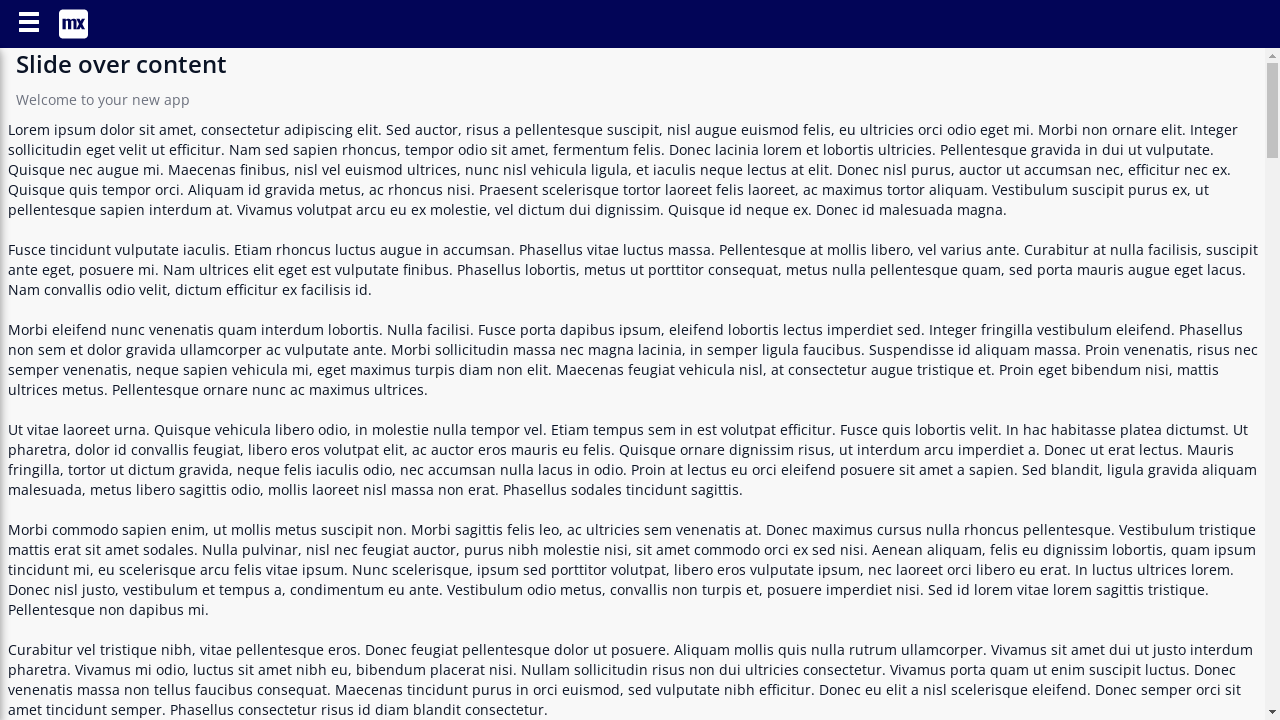 mx
Slide over content
Welcome to your new app
Lorem ipsum dolor sit amet, consectetur adipiscing elit. Sed auctor, risus a pellentesque suscipit, nisl augue euismod felis, eu ultricies orci odio eget mi. Morbi non ornare elit. Integer
sollicitudin eget velit ut efficitur. Nam sed sapien rhoncus, tempor odio sit amet, fermentum felis. Donec lacinia lorem et lobortis ultricies. Pellentesque gravida in dui ut vulputate.
Quisque nec augue mi. Maecenas finibus, nisl vel euismod ultrices, nunc nisl vehicula ligula, et iaculis neque lectus at elit. Donec nisl purus, auctor ut accumsan nec, efficitur nec ex.
Quisque quis tempor orci. Aliquam id gravida metus, ac rhoncus nisi. Praesent scelerisque tortor laoreet felis laoreet, ac maximus tortor aliquam. Vestibulum suscipit purus ex, ut
pellentesque sapien interdum at. Vivamus volutpat arcu eu ex molestie, vel dictum dui dignissim. Quisque id neque ex. Donec id malesuada magna.
Fusce tincidunt vulputate iaculis. Etiam rhoncus luctus augue in accumsan. Phasellus vitae luctus massa. Pellentesque at mollis libero, vel varius ante. Curabitur at nulla facilisis, suscipit
ante eget, posuere mi. Nam ultrices elit eget est vulputate finibus. Phasellus lobortis, metus ut porttitor consequat, metus nulla pellentesque quam, sed porta mauris augue eget lacus.
Nam convallis odio velit, dictum efficitur ex facilisis id.
Morbi eleifend nunc venenatis quam interdum lobortis. Nulla facilisi. Fusce porta dapibus ipsum, eleifend lobortis lectus imperdiet sed. Integer fringilla vestibulum eleifend. Phasellus
non sem et dolor gravida ullamcorper ac vulputate ante. Morbi sollicitudin massa nec magna lacinia, in semper ligula faucibus. Suspendisse id aliquam massa. Proin venenatis, risus nec
semper venenatis, neque sapien vehicula mi, eget maximus turpis diam non elit. Maecenas feugiat vehicula nisl, at consectetur augue tristique et. Proin eget bibendum nisi, mattis
ultrices metus. Pellentesque ornare nunc ac maximus ultrices.
Ut vitae laoreet urna. Quisque vehicula libero odio, in molestie nulla tempor vel. Etiam tempus sem in est volutpat efficitur. Fusce quis lobortis velit. In hac habitasse platea dictumst. Ut
pharetra, dolor id convallis feugiat, libero eros volutpat elit, ac auctor eros mauris eu felis. Quisque ornare dignissim risus, ut interdum arcu imperdiet a. Donec ut erat lectus. Mauris
fringilla, tortor ut dictum gravida, neque felis iaculis odio, nec accumsan nulla lacus in odio. Proin at lectus eu orci eleifend posuere sit amet a sapien. Sed blandit, ligula gravida aliquam
malesuada, metus libero sagittis odio, mollis laoreet nisl massa non erat. Phasellus sodales tincidunt sagittis.
Morbi commodo sapien enim, ut mollis metus suscipit non. Morbi sagittis felis leo, ac ultricies sem venenatis at. Donec maximus cursus nulla rhoncus pellentesque. Vestibulum tristique
mattis erat sit amet sodales. Nulla pulvinar, nisl nec feugiat auctor, purus nibh molestie nisi, sit amet commodo orci ex sed nisi. Aenean aliquam, felis eu dignissim lobortis, quam ipsum
tincidunt mi, eu scelerisque arcu felis vitae ipsum. Nunc scelerisque, ipsum sed porttitor volutpat, libero eros vulputate ipsum, nec laoreet orci libero eu erat. In luctus ultrices lorem.
Donec nisl justo, vestibulum et tempus a, condimentum eu ante. Vestibulum odio metus, convallis non turpis et, posuere imperdiet nisi. Sed id lorem vitae lorem sagittis tristique.
Pellentesque non dapibus mi.
Curabitur vel tristique nibh, vitae pellentesque eros. Donec feugiat pellentesque dolor ut posuere. Aliquam mollis quis nulla rutrum ullamcorper. Vivamus sit amet dui ut justo interdum
pharetra. Vivamus mi odio, luctus sit amet nibh eu, bibendum placerat nisi. Nullam sollicitudin risus non dui ultricies consectetur. Vivamus porta quam ut enim suscipit luctus. Donec
venenatis massa non tellus faucibus consequat. Maecenas tincidunt purus in orci euismod, sed vulputate nibh efficitur. Donec eu elit a nisl scelerisque eleifend. Donec semper orci sit
amet tincidunt semper. Phasellus consectetur risus id diam blandit consectetur.